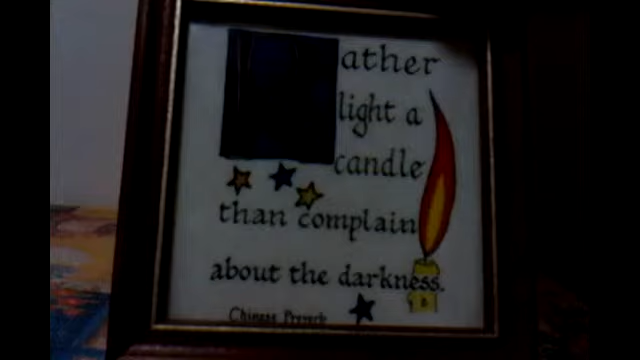 ather
light a
candle
than complain
about the darkness.
Chinese Proverb